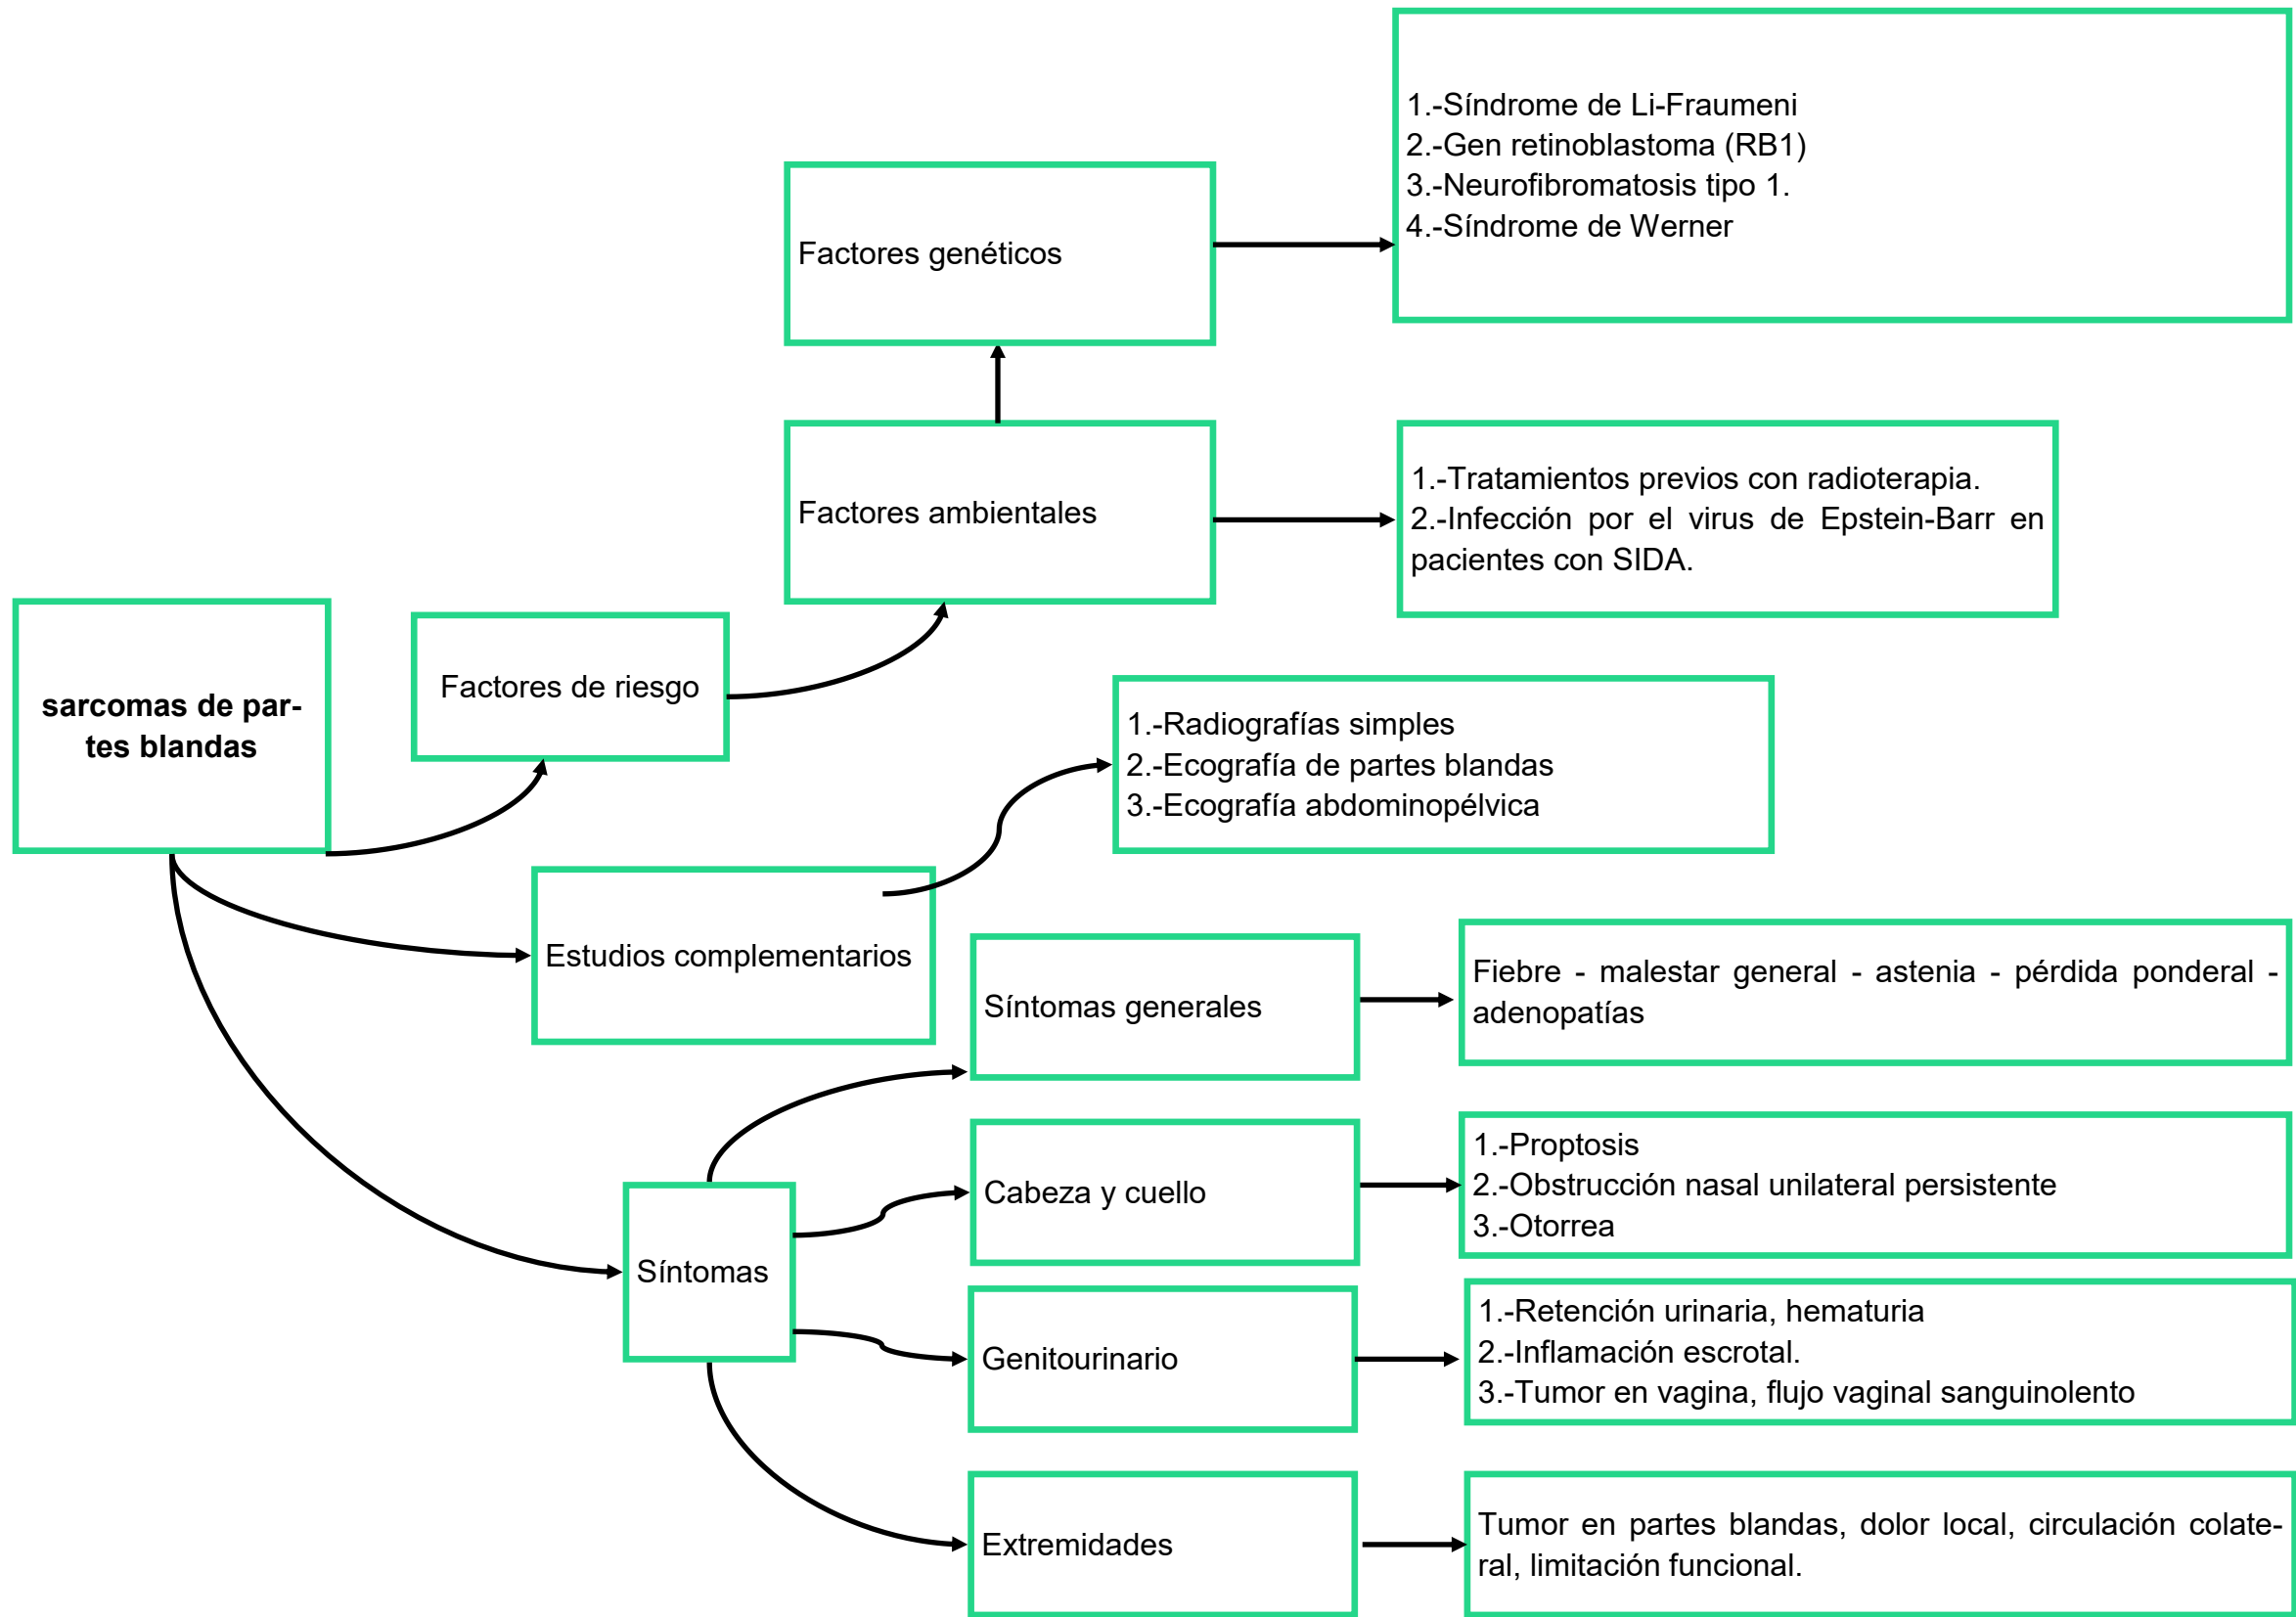 1.-Síndrome de Li-Fraumeni
2.-Gen retinoblastoma (RB1)
3.-Neurofibromatosis tipo 1.
4.-Síndrome de Werner
Factores genéticos
Factores ambientales
1.-Tratamientos previos con radioterapia.
2.-Infección por el virus de Epstein-Barr en
pacientes con SIDA.
sarcomas de par-
tes blandas
Factores de riesgo
1.-Radiografías simples
2.-Ecografía de partes blandas
3.-Ecografía abdominopélvica
Estudios complementarios
Síntomas generales
Fiebre - malestar general - astenia - pérdida ponderal -
adenopatías
Cabeza y cuello
1.-Proptosis
2.-Obstrucción nasal unilateral persistente
3.-Otorrea
Síntomas
Genitourinario
1.-Retención urinaria, hematuria
2.-Inflamación escrotal.
3.-Tumor en vagina, flujo vaginal sanguinolento
Extremidades
Tumor en partes blandas, dolor local, circulación colate-
ral, limitación funcional.